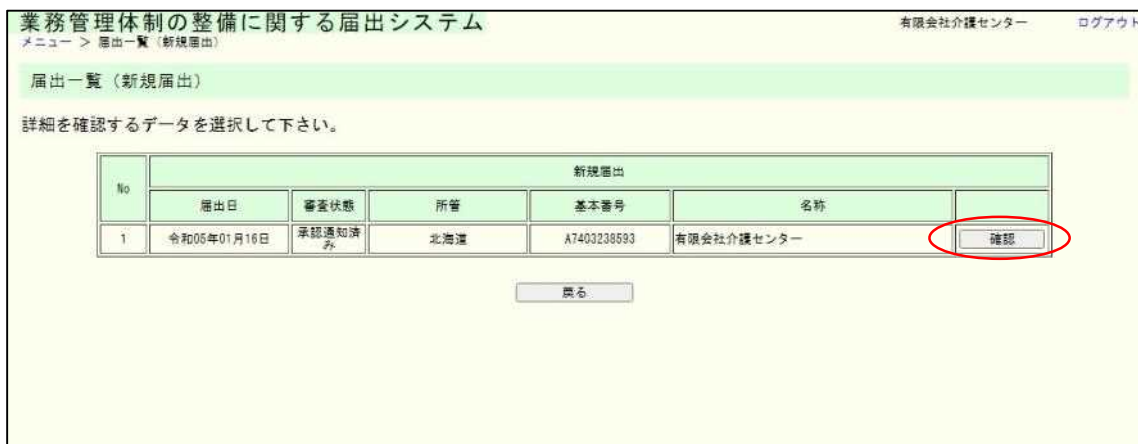 業務管理体制の整備に関する届出システム
有限会社介護センター ログアウト
メニュー > 届出一覧（新規届出）
届出一覧（新規届出）
詳細を確認するデータを選択して下さい。
No 新規届出
届出日 審査状態 所管 基本番号 名称
1 令和05年01月16日 承認通知済み 北海道 A7403238593 有限会社介護センター 確認
戻る